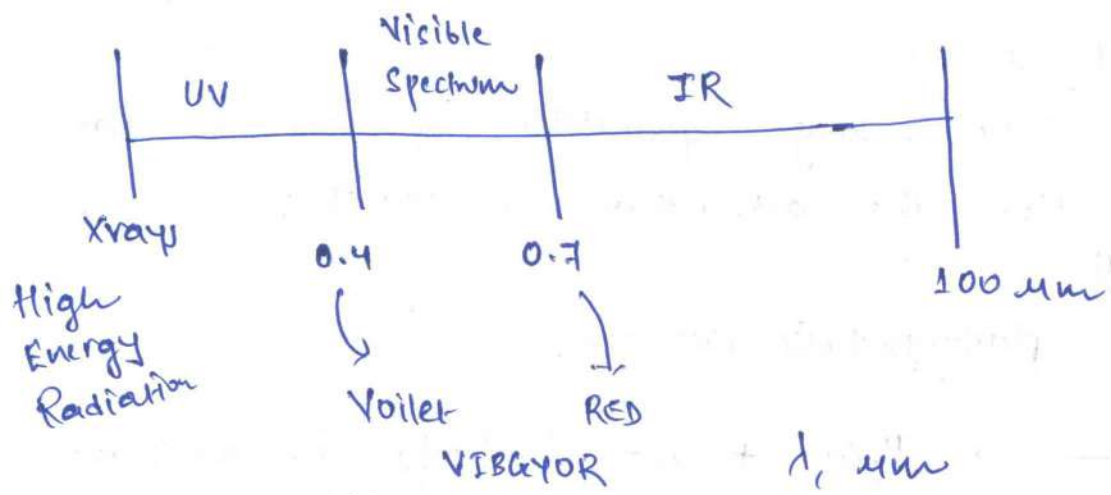 Visible
Spectrum
UV
IR
Xrays
0.4
0.7
100 μm
High
Energy
Radiation
Voilet
RED
VIBGYOR
λ, μm